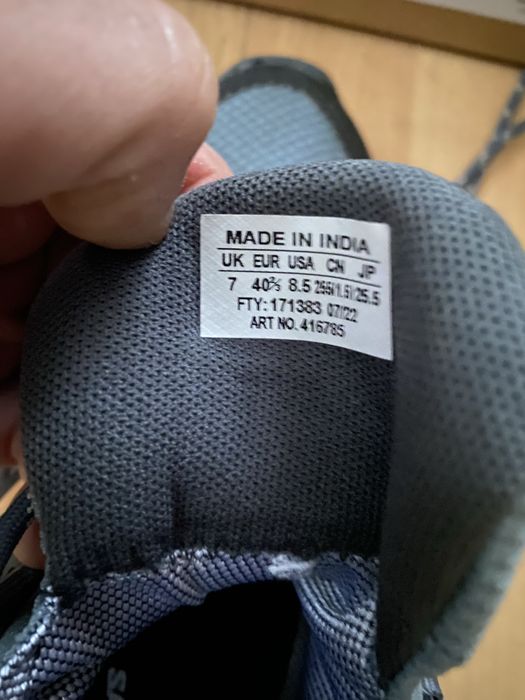 MADE IN INDIA
UK EUR USA CN JP
7 40⅔ 8.5 255(1.5) 25.5
FTY: 171383 07/22
ART NO. 416785